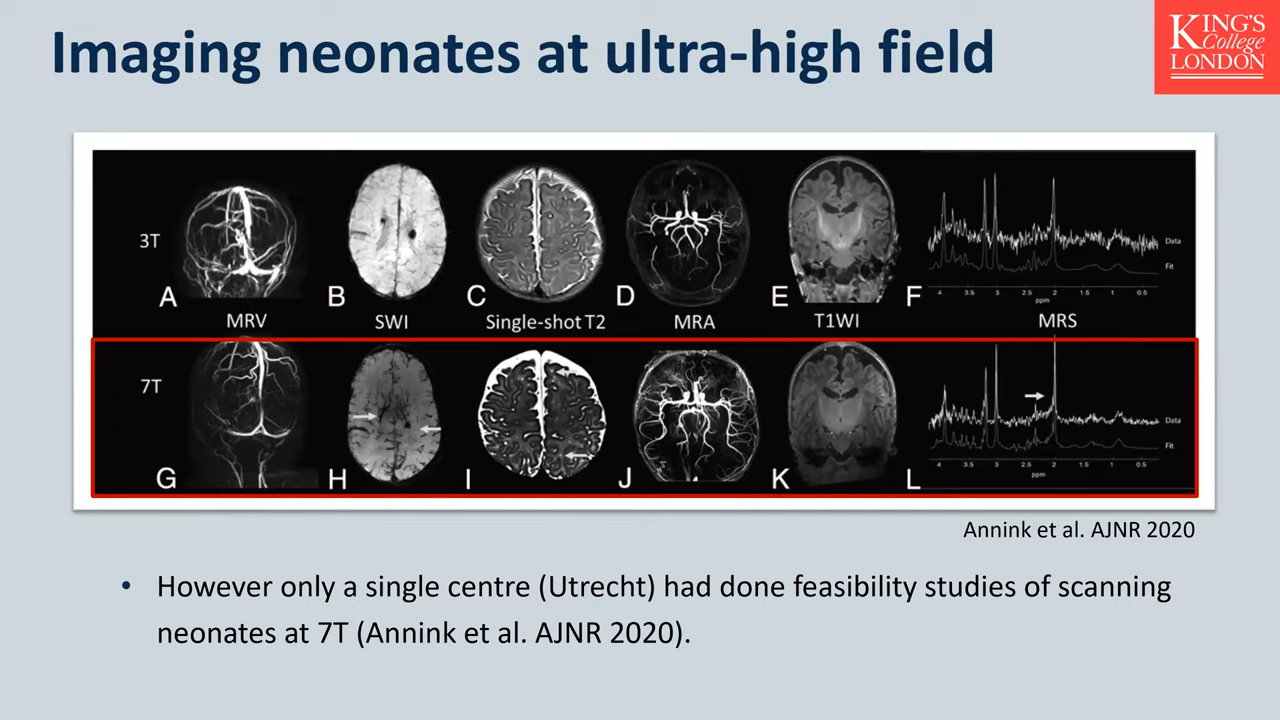 Imaging neonates at ultra-high field
KING'S
College
LONDON
3T
A
B
C
D
E
F
Data
Fit
4 3.5 3 2.5 2 1.5 1 0.5
ppm
MRV
SWI
Single-shot T2
MRA
T1WI
MRS
7T
G
H
I
J
K
L
Data
Fit
4 3.5 3 2.5 2 1.5 1 0.5
ppm
Annink et al. AJNR 2020
• However only a single centre (Utrecht) had done feasibility studies of scanning
neonates at 7T (Annink et al. AJNR 2020).